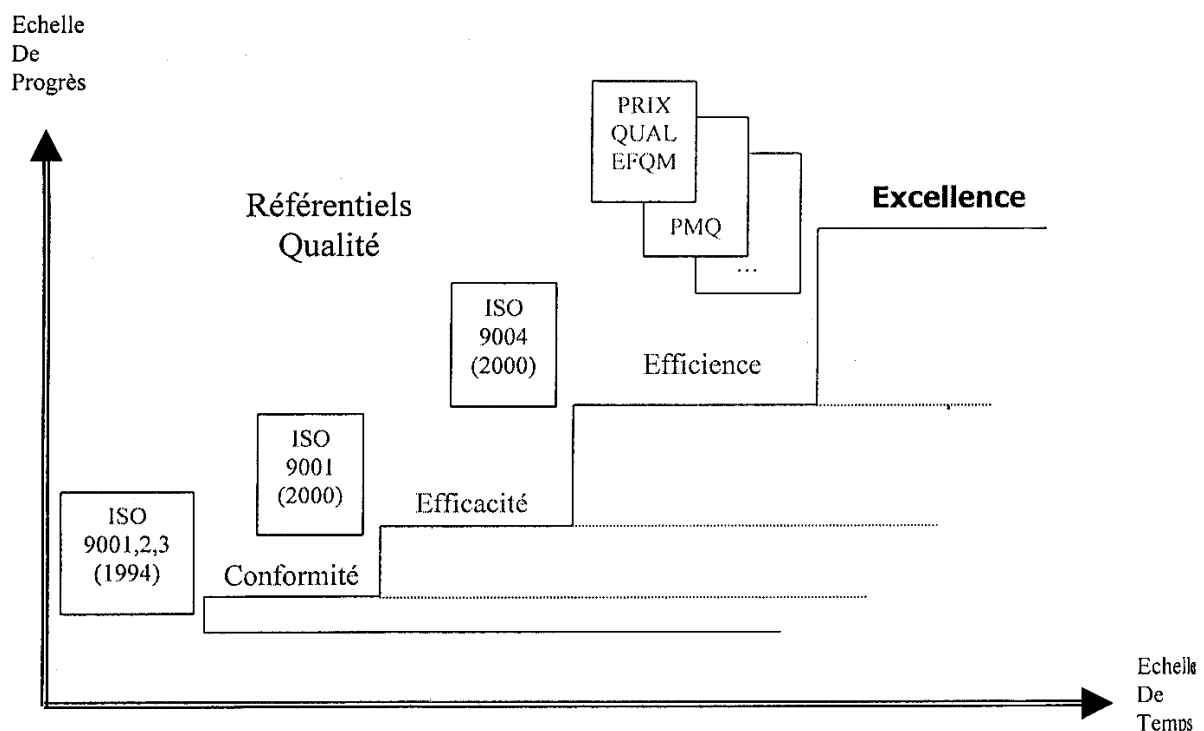 Echelle
De
Progrès
PRIX
QUAL
EFQM
Référentiels
Qualité
Excellence
PMQ
...
ISO
9004
(2000)
Efficience
ISO
9001
(2000)
Efficacité
ISO
9001,2,3
(1994)
Conformité
Echelle
De
Temps